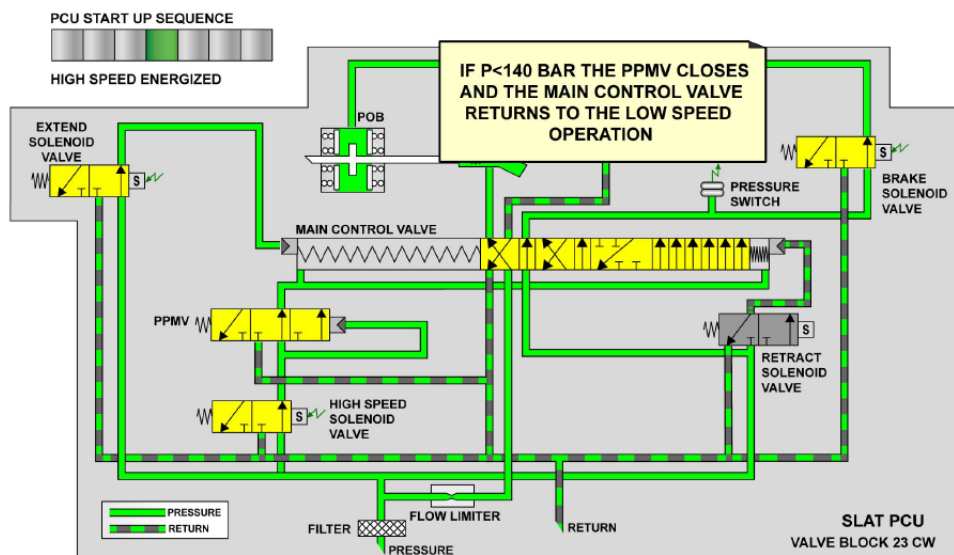 PCU START UP SEQUENCE
HIGH SPEED ENERGIZED
IF P<140 BAR THE PPMV CLOSES
AND THE MAIN CONTROL VALVE
RETURNS TO THE LOW SPEED
OPERATION
POB
EXTEND
SOLENOID
VALVE
S
S
BRAKE
SOLENOID
VALVE
PRESSURE
SWITCH
MAIN CONTROL VALVE
PPMV
S
RETRACT
SOLENOID
VALVE
S
HIGH SPEED
SOLENOID
VALVE
PRESSURE
RETURN
FLOW LIMITER
FILTER
PRESSURE
RETURN
SLAT PCU
VALVE BLOCK 23 CW